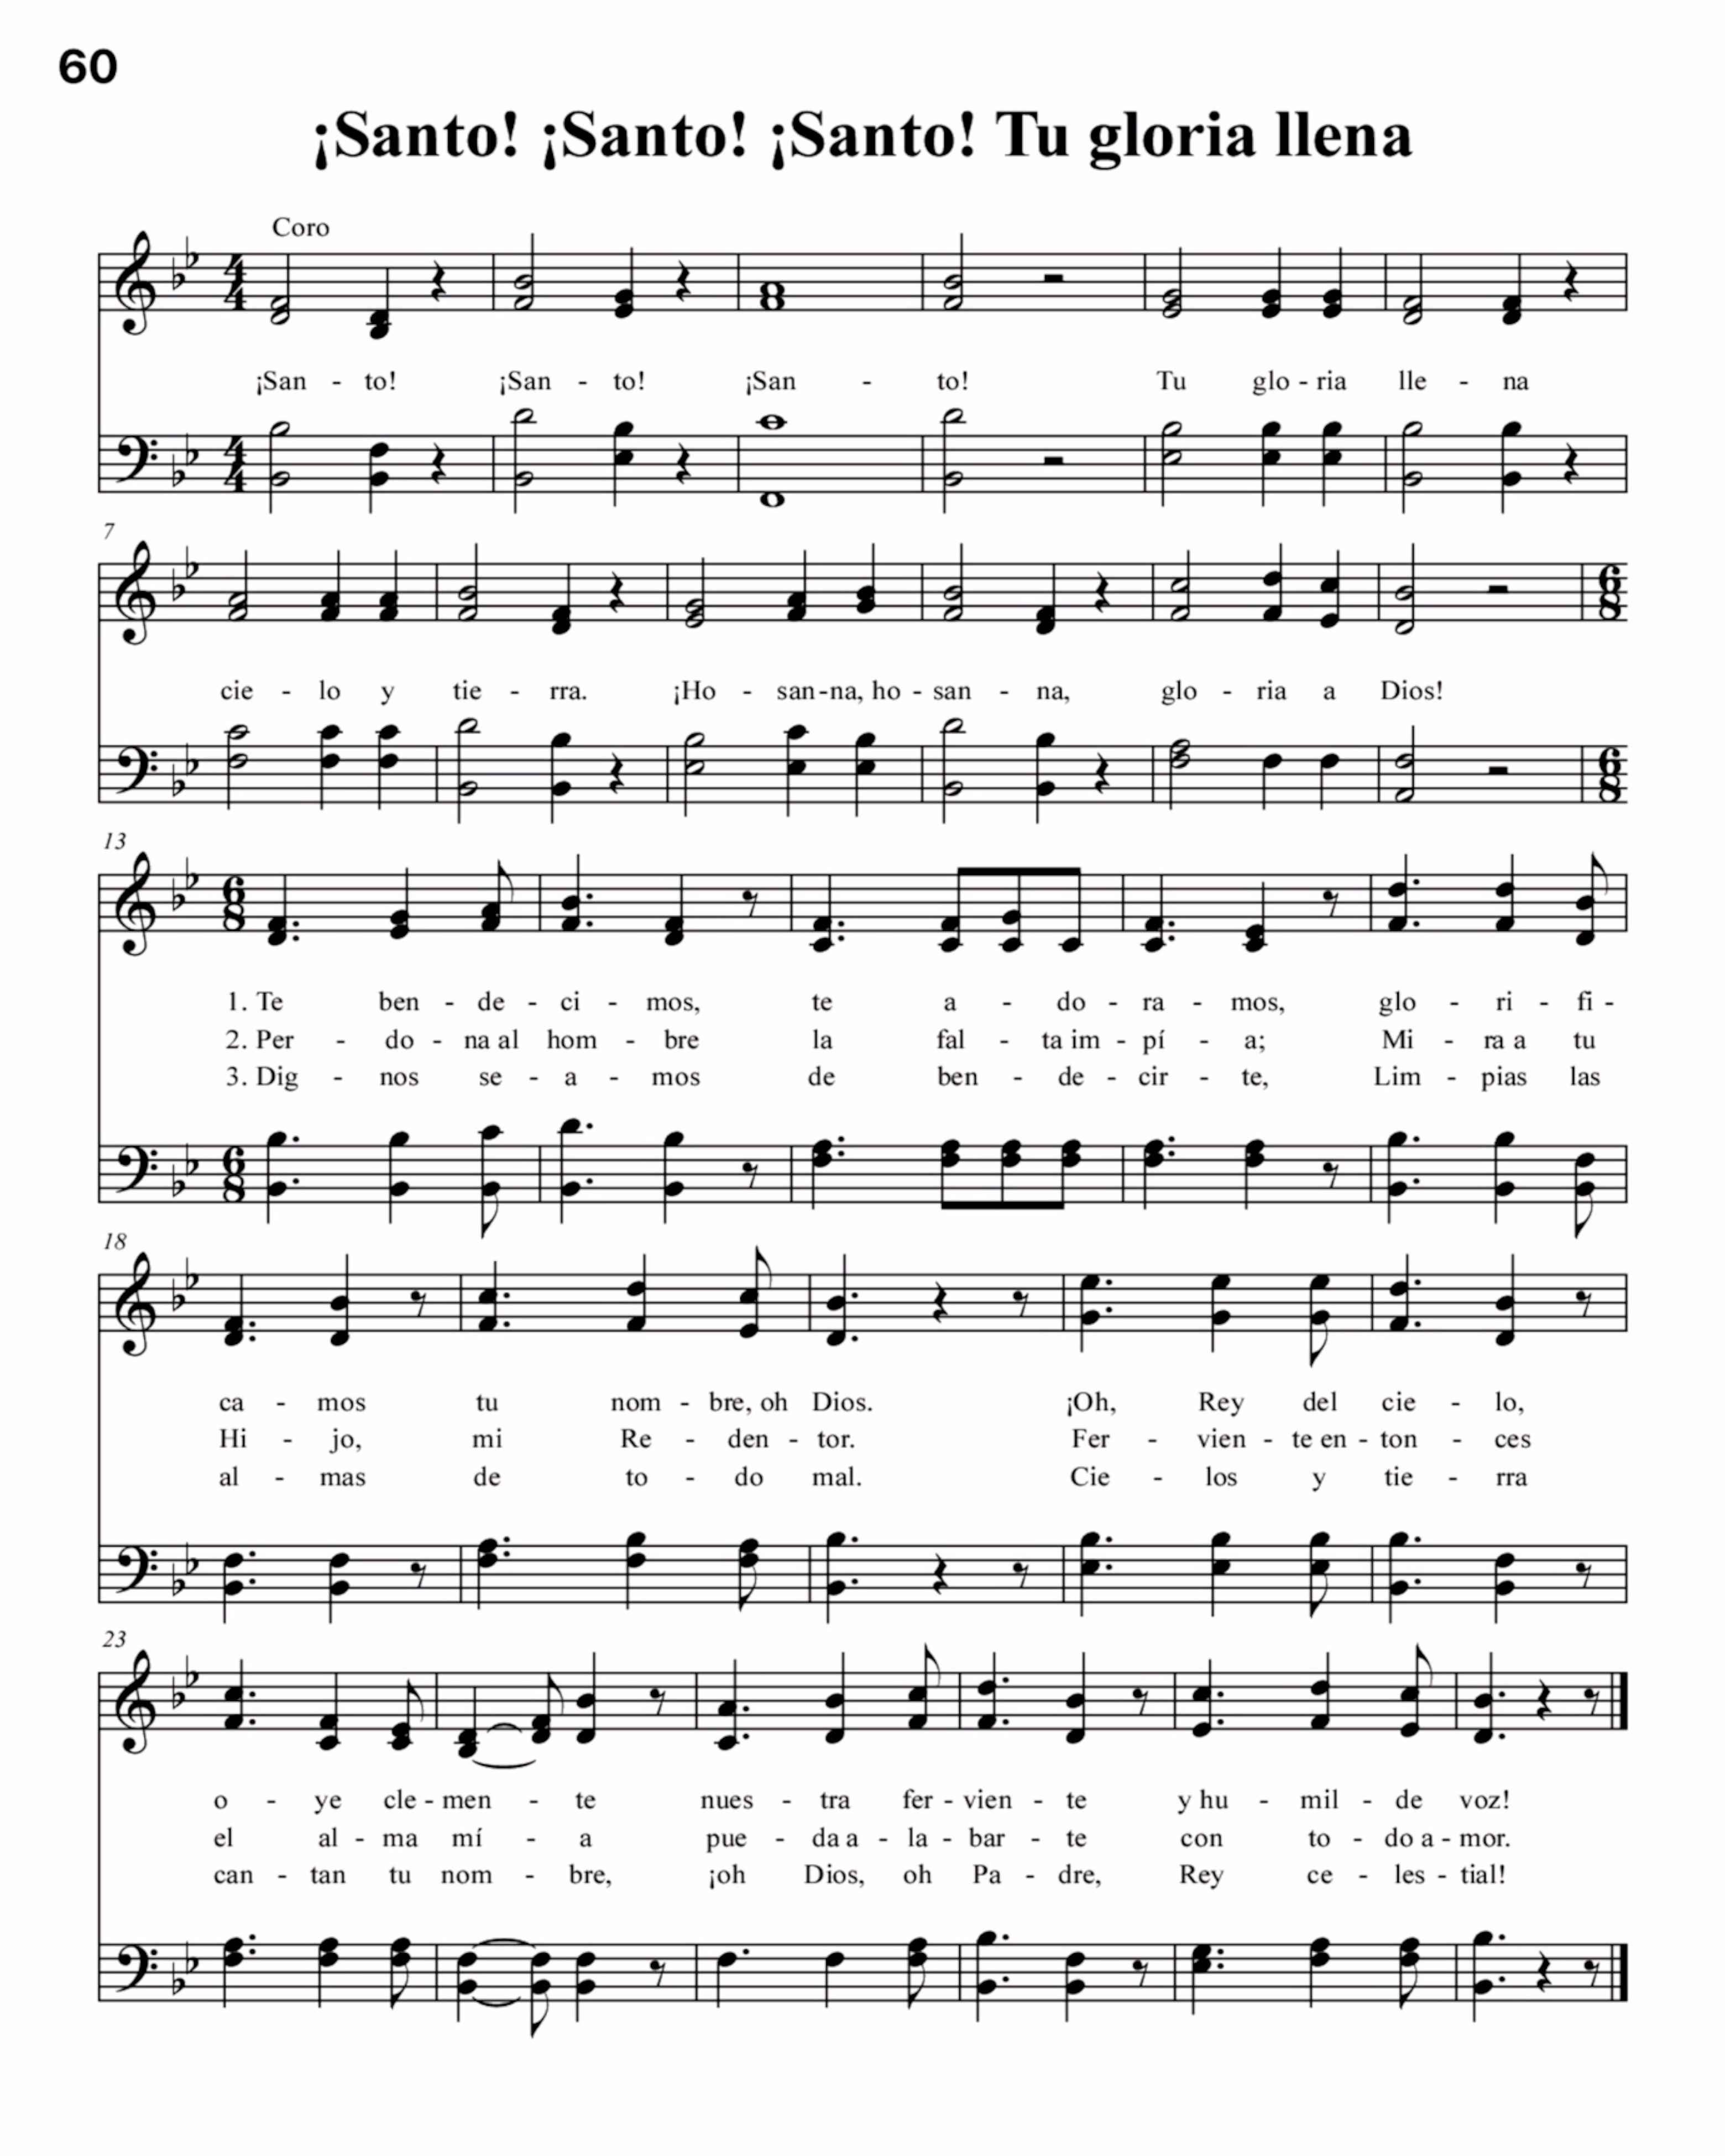 60
¡Santo! ¡Santo! ¡Santo! Tu gloria llena
Coro
¡San - to! ¡San - to! ¡San - to! Tu glo - ria lle - na
7
cie - lo y tie - rra. ¡Ho - san - na, ho - san - na, glo - ria a Dios!
13
1. Te ben - de - ci - mos, te a - do - ra - mos, glo - ri - fi -
2. Per - do - na al hom - bre la fal - ta im - pí - a; Mi - ra a tu
3. Dig - nos se - a - mos de ben - de - cir - te, Lim - pias las
18
ca - mos tu nom - bre, oh Dios. ¡Oh, Rey del cie - lo,
Hi - jo, mi Re - den - tor. Fer - vien - te en - ton - ces
al - mas de to - do mal. Cie - los y tie - rra
23
o - ye cle - men - te nues - tra fer - vien - te y hu - mil - de voz!
el al - ma mí - a pue - da a - la - bar - te con to - do a - mor.
can - tan tu nom - bre, ¡oh Dios, oh Pa - dre, Rey ce - les - tial!